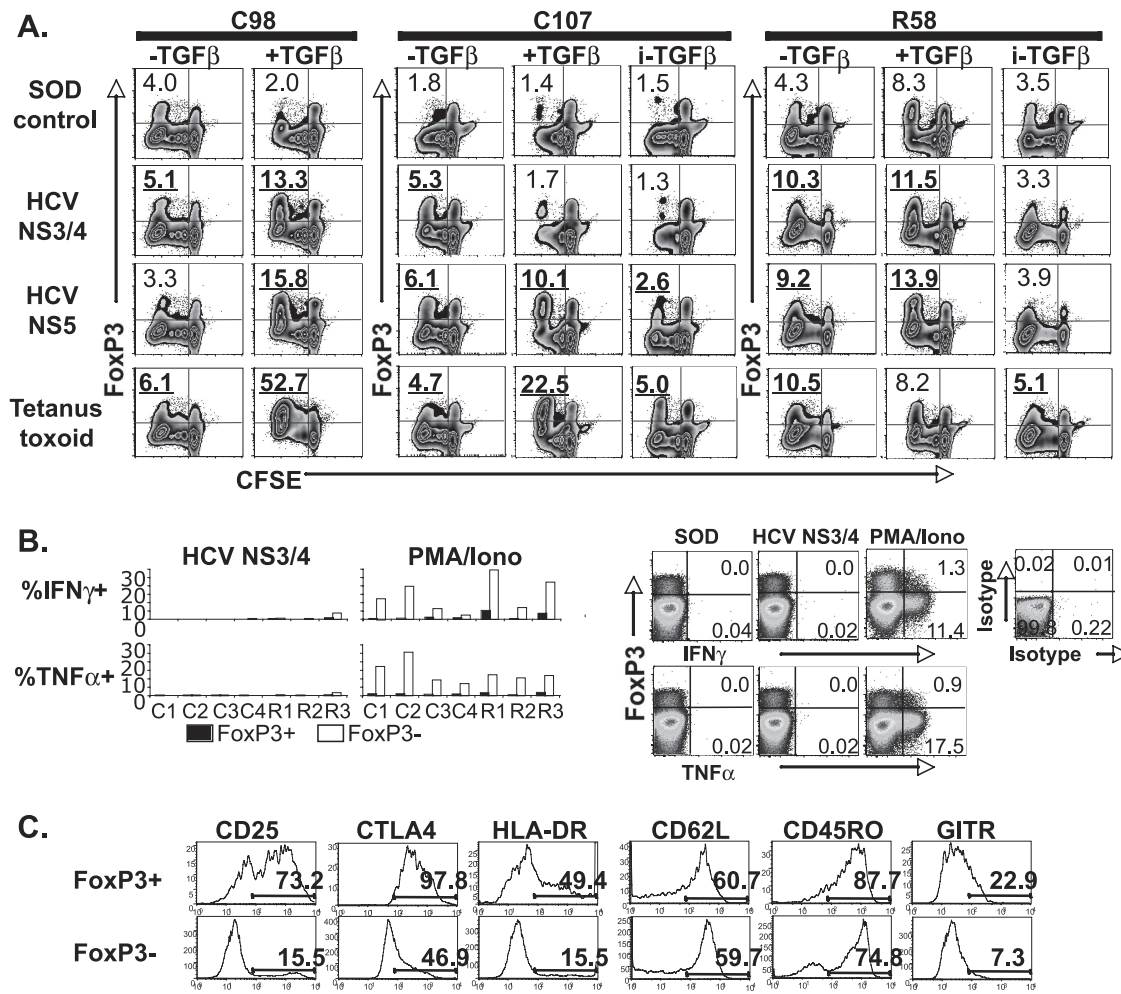 A.
C98 C107 R58
-TGFβ +TGFβ -TGFβ +TGFβ i-TGFβ -TGFβ +TGFβ i-TGFβ
SOD control 4.0 2.0 1.8 1.4 1.5 4.3 8.3 3.5
HCV NS3/4 5.1 13.3 5.3 1.7 1.3 10.3 11.5 3.3
HCV NS5 3.3 15.8 6.1 10.1 2.6 9.2 13.9 3.9
Tetanus toxoid 6.1 52.7 4.7 22.5 5.0 10.5 8.2 5.1
FoxP3 FoxP3 FoxP3
CFSE
B.
HCV NS3/4 PMA/Iono
%IFNγ+ 30 20 10 0 30 20 10 0
%TNFα+ 30 20 10 0 30 20 10 0
C1 C2 C3 C4 R1 R2 R3 C1 C2 C3 C4 R1 R2 R3
FoxP3+ FoxP3-
SOD HCV NS3/4 PMA/Iono
0.0 0.0 1.3
0.04 0.02 11.4
IFNγ
FoxP3
0.0 0.0 0.9
0.02 0.02 17.5
TNFα
Isotype
0.02 0.01
99.8 0.22
Isotype
C.
CD25 CTLA4 HLA-DR CD62L CD45RO GITR
FoxP3+ 73.2 97.8 49.4 60.7 87.7 22.9
FoxP3- 15.5 46.9 15.5 59.7 74.8 7.3